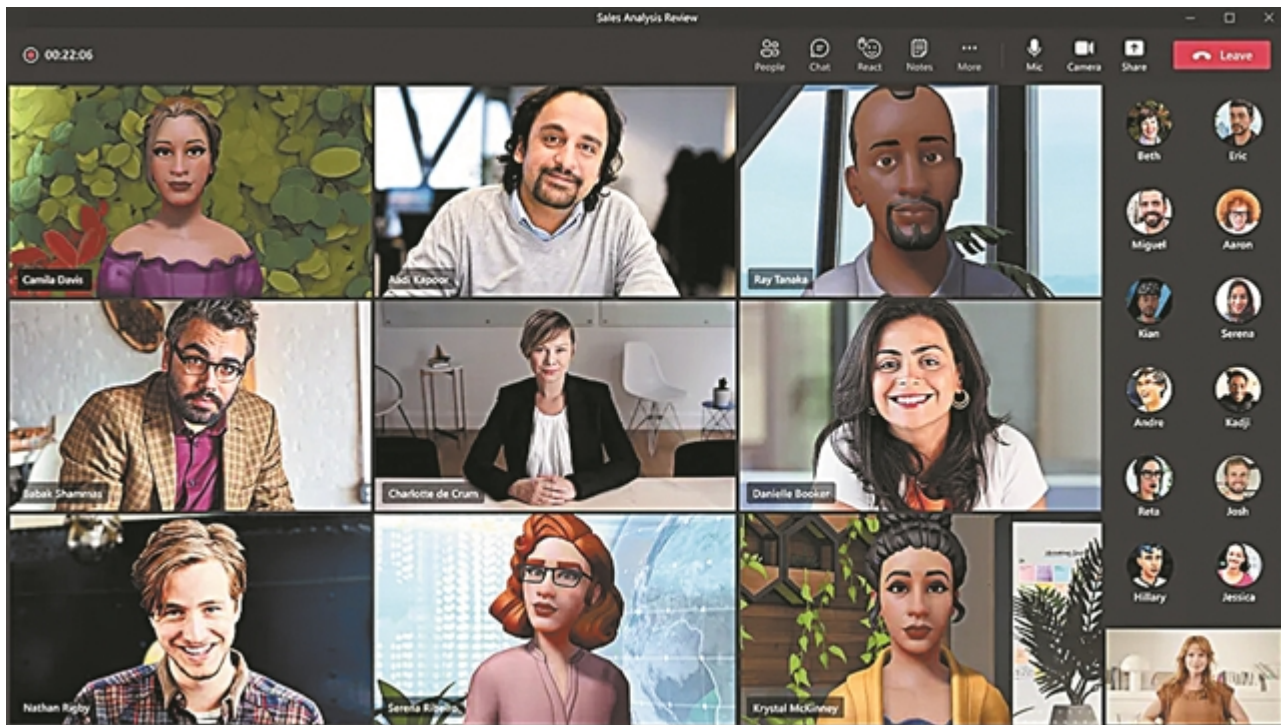 Sales Analysis Review
00:22:06
People Chat React Notes More Mic Camera Share Leave
Camila Davis
Aadi Kapoor
Ray Tanaka
Beth Eric
Miguel Aaron
Kian Serena
Babak Shammas
Charlotte de Crum
Danielle Booker
Andre Kadji
Reta Josh
Hillary Jessica
Nathan Rigby
Serena Ribeiro
Krystal McKinney